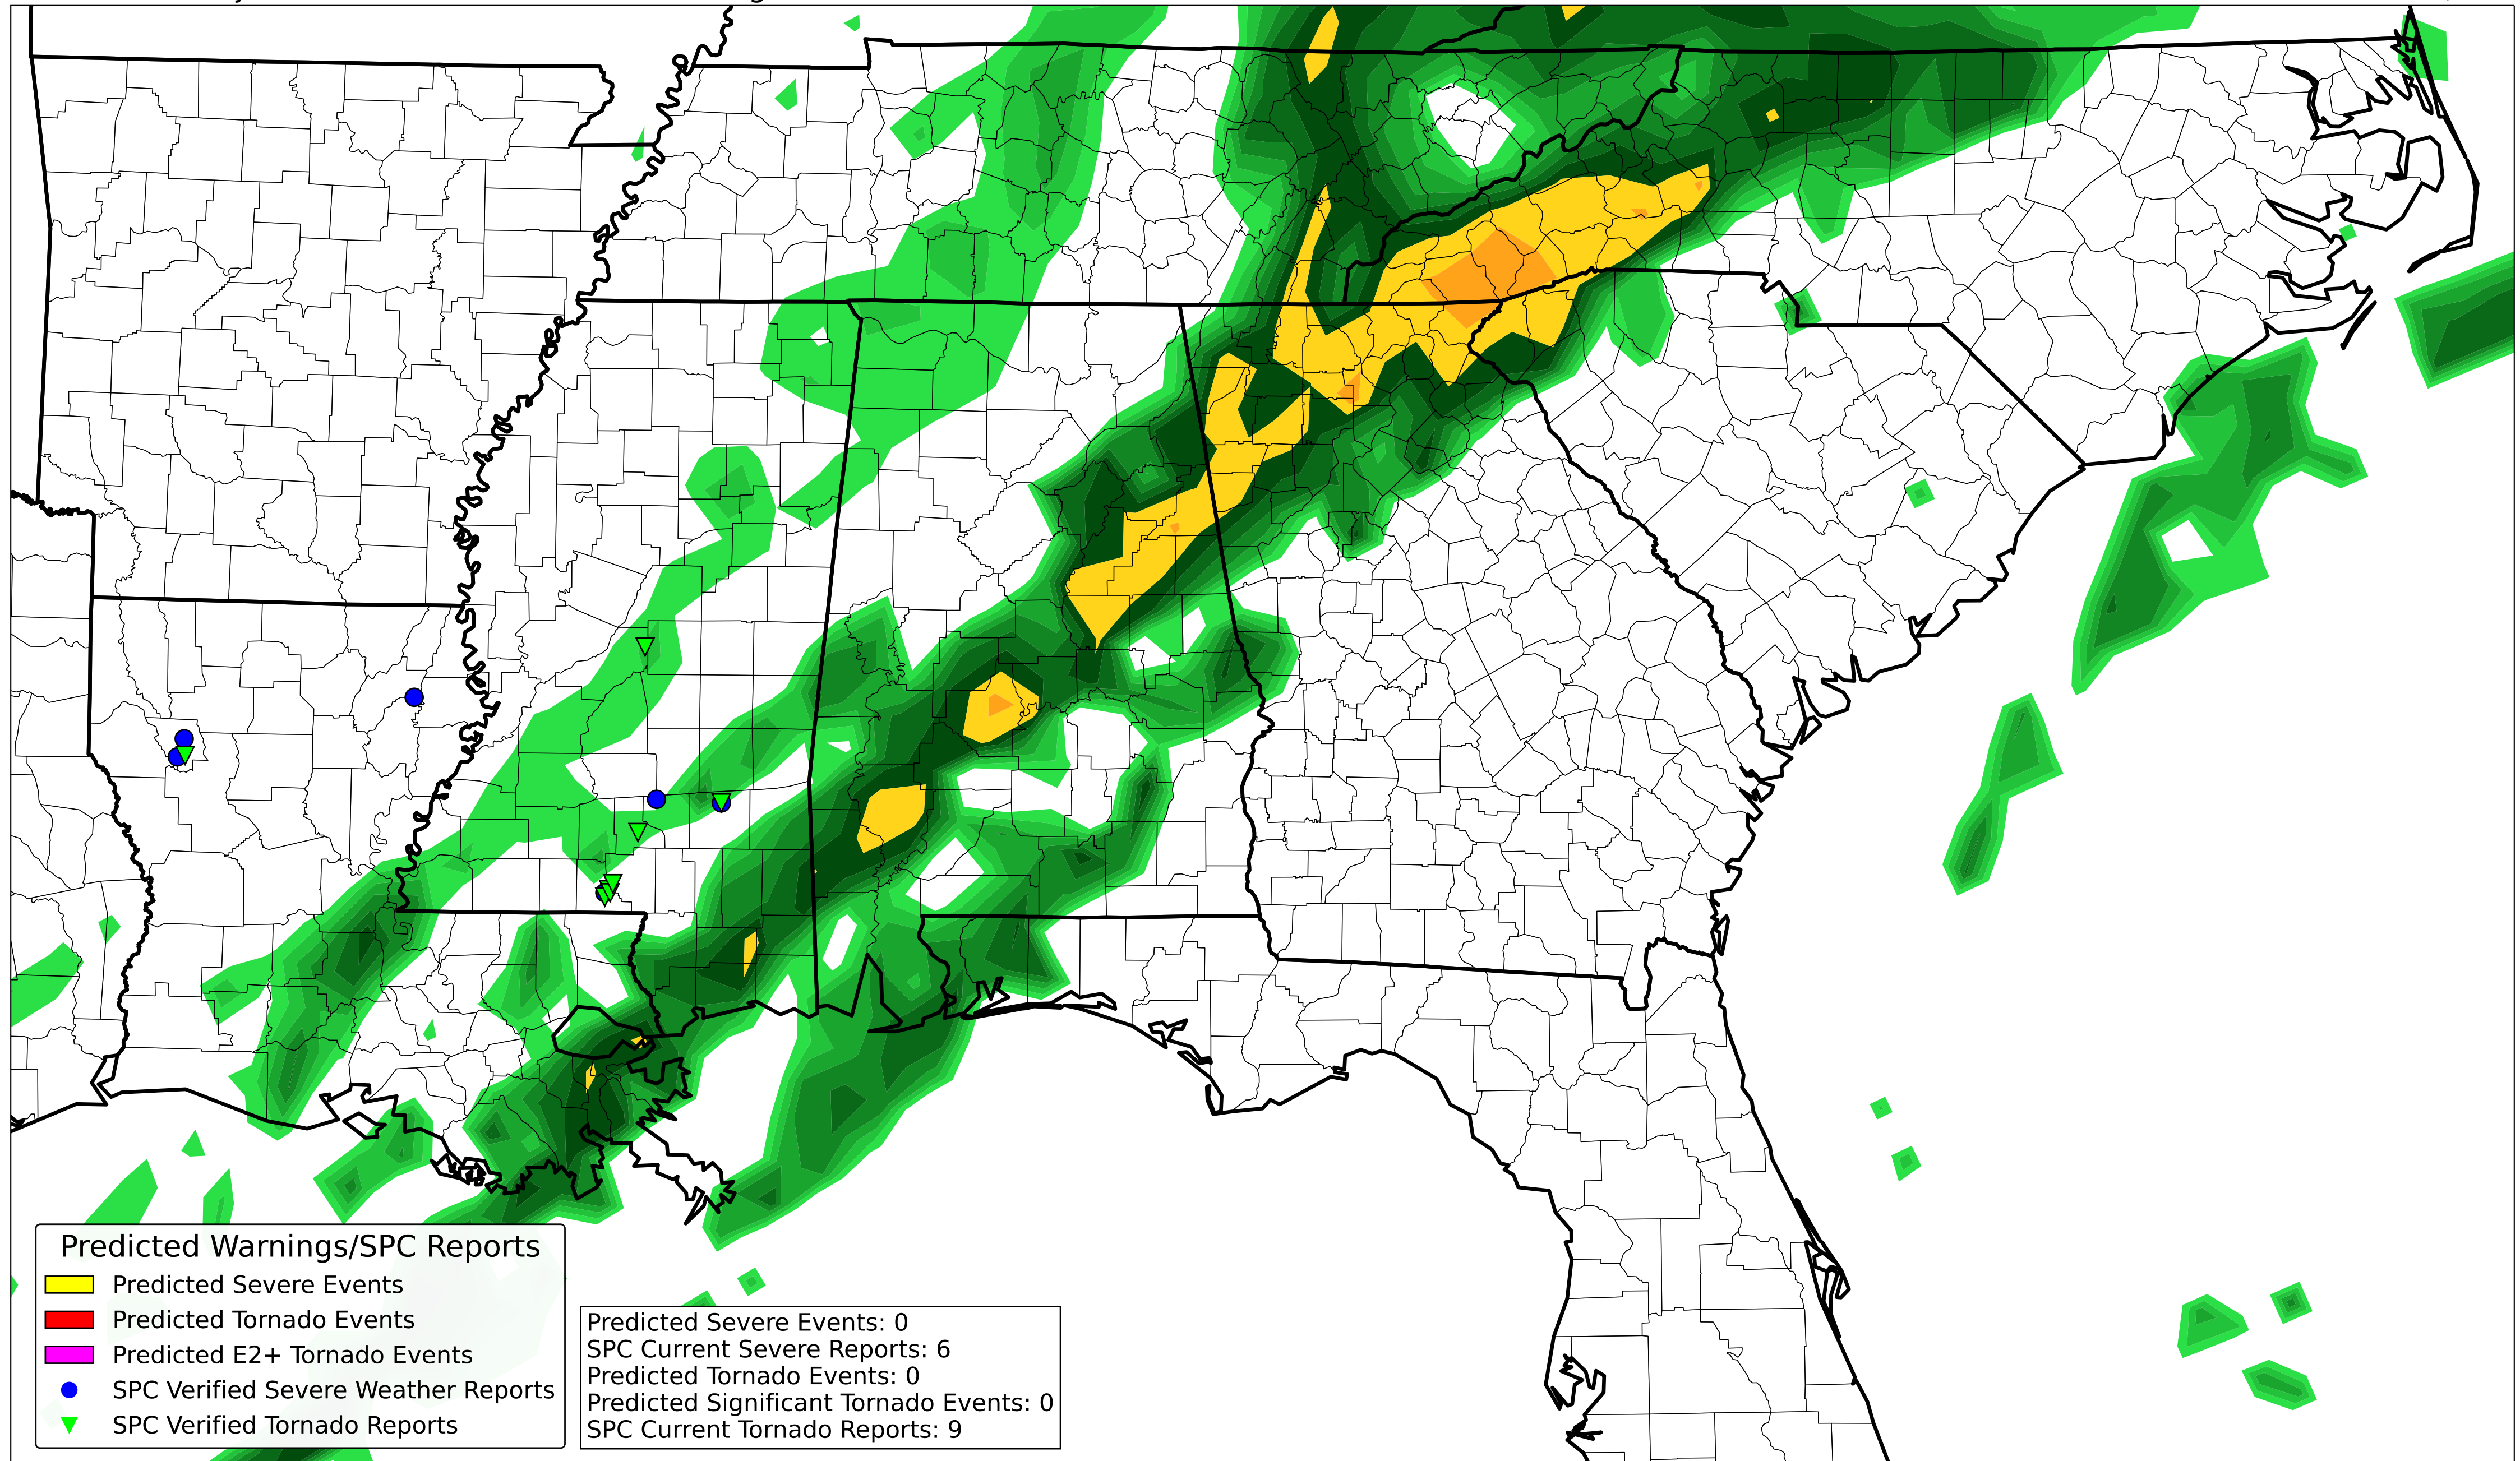 Predicted Warnings/SPC Reports
Predicted Severe Events
Predicted Tornado Events
Predicted E2+ Tornado Events
SPC Verified Severe Weather Reports
SPC Verified Tornado Reports
Predicted Severe Events: 0
SPC Current Severe Reports: 6
Predicted Tornado Events: 0
Predicted Significant Tornado Events: 0
SPC Current Tornado Reports: 9